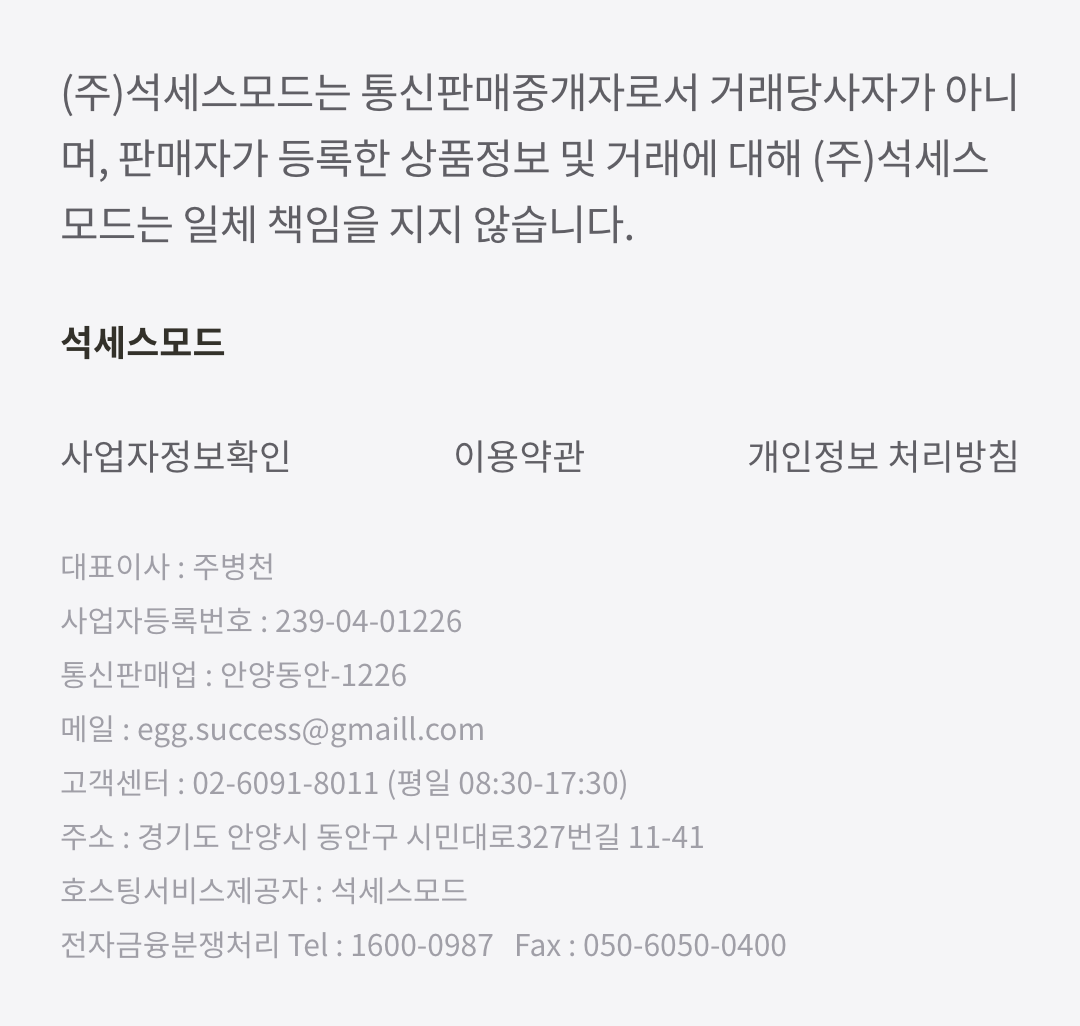 (주)석세스모드는 통신판매중개자로서 거래당사자가 아니
며, 판매자가 등록한 상품정보 및 거래에 대해 (주)석세스
모드는 일체 책임을 지지 않습니다.
석세스모드
사업자정보확인 이용약관 개인정보 처리방침
대표이사 : 주병천
사업자등록번호 : 239-04-01226
통신판매업 : 안양동안-1226
메일 : egg.success@gmaill.com
고객센터 : 02-6091-8011 (평일 08:30-17:30)
주소 : 경기도 안양시 동안구 시민대로327번길 11-41
호스팅서비스제공자 : 석세스모드
전자금융분쟁처리 Tel : 1600-0987 Fax : 050-6050-0400